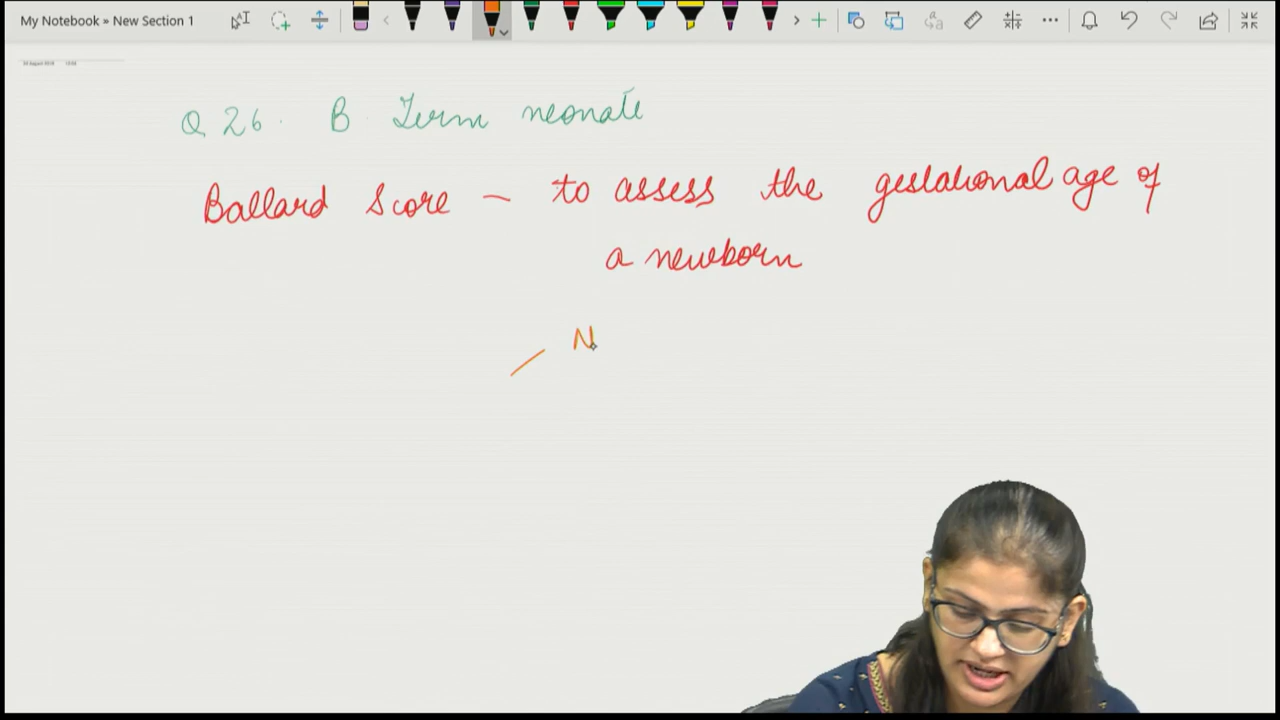 My Notebook » New Section 1
Q 26. B. Term neonate
Ballard Score – to assess the gestational age of
a newborn
N